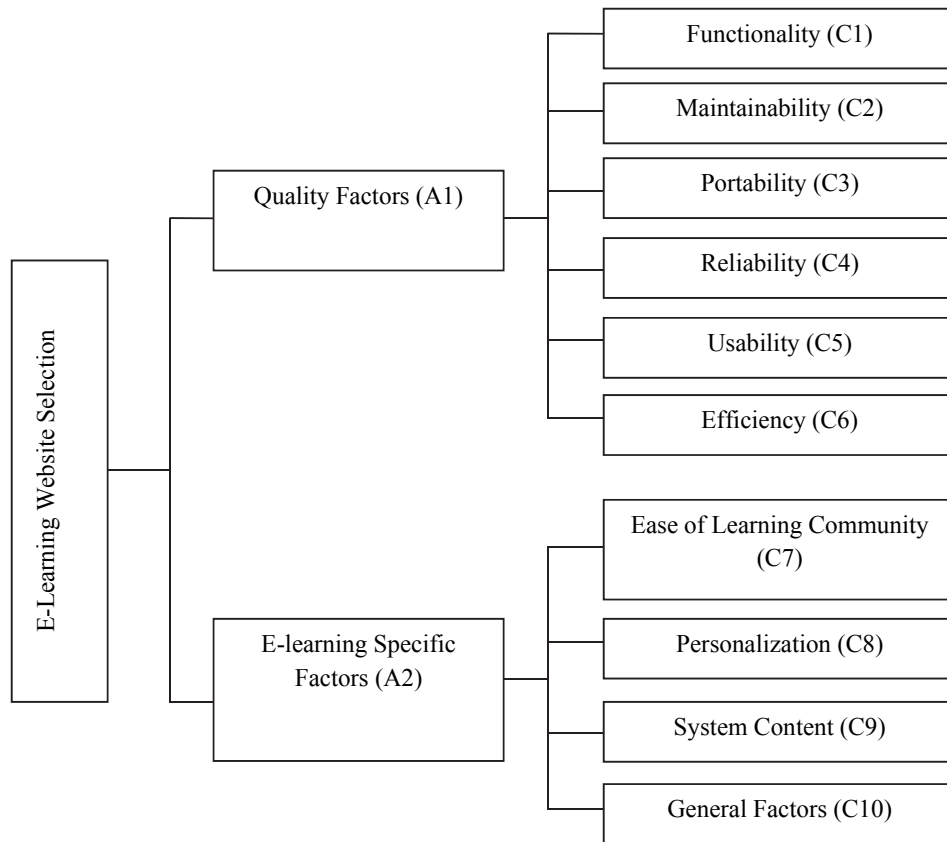 E-Learning Website Selection
Quality Factors (A1)
Functionality (C1)
Maintainability (C2)
Portability (C3)
Reliability (C4)
Usability (C5)
Efficiency (C6)
E-learning Specific
Factors (A2)
Ease of Learning Community
(C7)
Personalization (C8)
System Content (C9)
General Factors (C10)